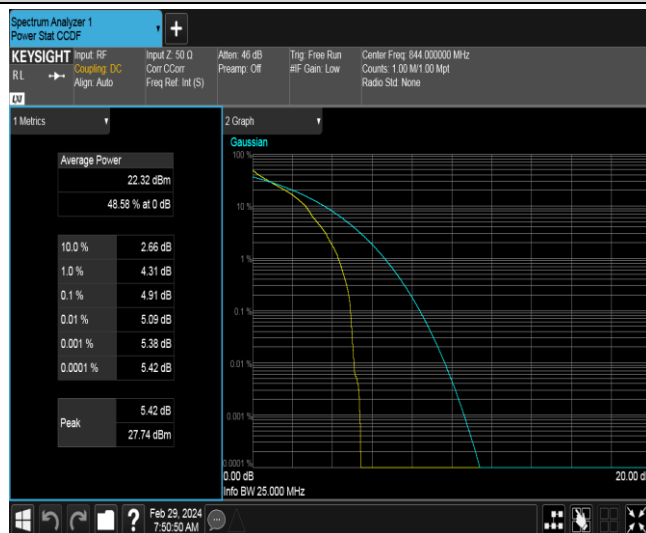 Spectrum Analyzer 1
Power Stat CCDF
+
KEYSIGHT
RL
LXI
Input: RF
Coupling: DC
Align: Auto
Input Z: 50 Ω
Corr CCorr
Freq Ref: Int (S)
Atten: 46 dB
Preamp: Off
Trig: Free Run
#IF Gain: Low
Center Freq: 844.000000 MHz
Counts: 1.00 M/1.00 Mpt
Radio Std: None
1 Metrics
Average Power
22.32 dBm
48.58 % at 0 dB
10.0 % 2.66 dB
1.0 % 4.31 dB
0.1 % 4.91 dB
0.01 % 5.09 dB
0.001 % 5.38 dB
0.0001 % 5.42 dB
Peak
5.42 dB
27.74 dBm
2 Graph
Gaussian
100 %
10 %
1 %
0.1 %
0.01 %
0.001 %
0.0001 %
0.00 dB 20.00 d
Info BW 25.000 MHz
?
Feb 29, 2024
7:50:50 AM